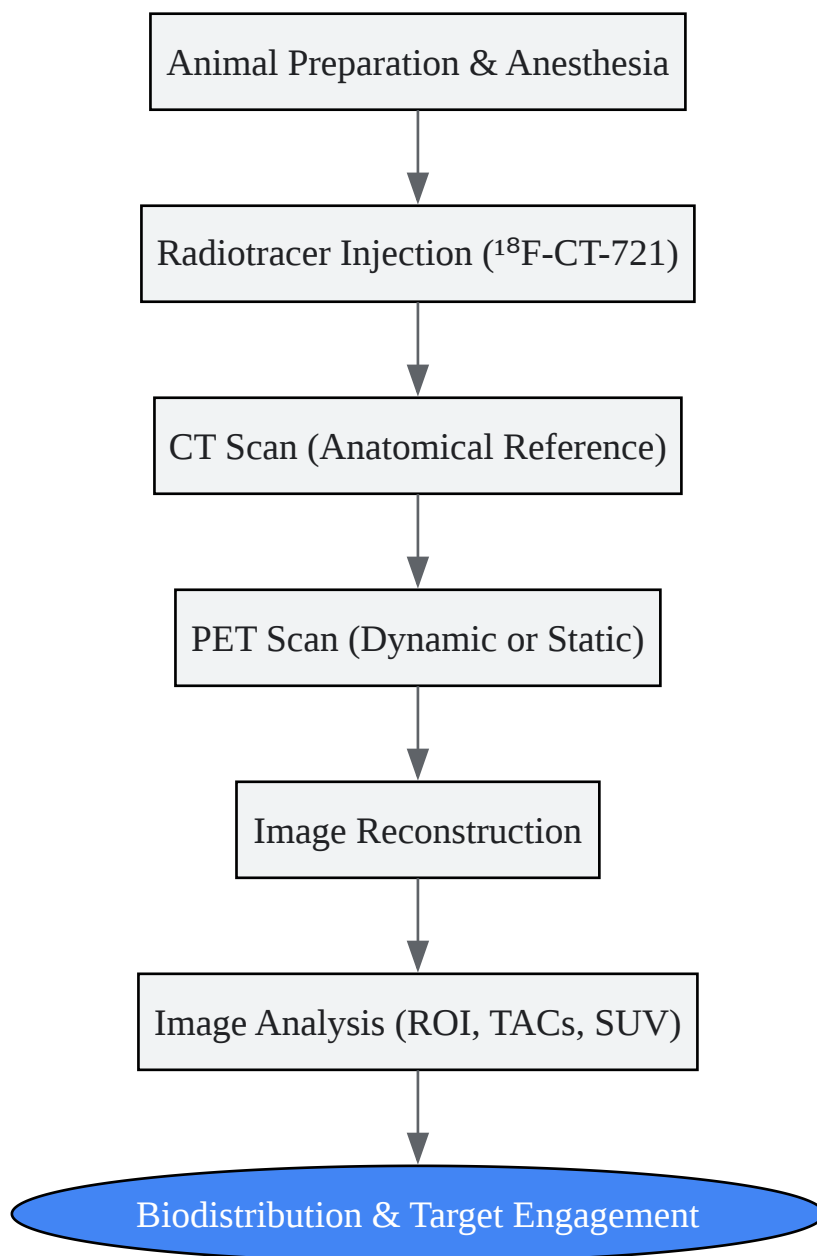 Animal Preparation & Anesthesia
Radiotracer Injection (¹⁸F-CT-721)
CT Scan (Anatomical Reference)
PET Scan (Dynamic or Static)
Image Reconstruction
Image Analysis (ROI, TACs, SUV)
Biodistribution & Target Engagement